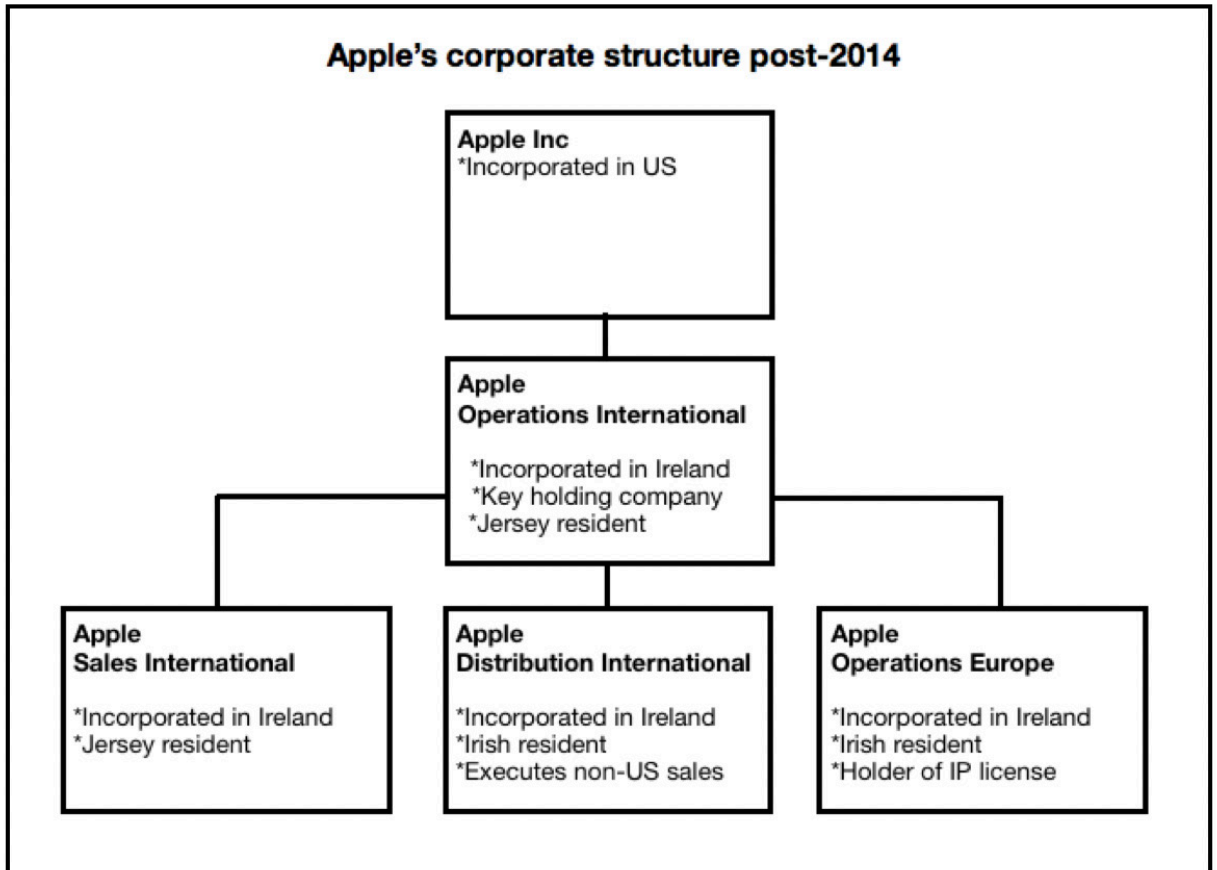 Apple's corporate structure post-2014
Apple Inc
*Incorporated in US
Apple
Operations International
*Incorporated in Ireland
*Key holding company
*Jersey resident
Apple
Sales International
*Incorporated in Ireland
*Jersey resident
Apple
Distribution International
*Incorporated in Ireland
*Irish resident
*Executes non-US sales
Apple
Operations Europe
*Incorporated in Ireland
*Irish resident
*Holder of IP license